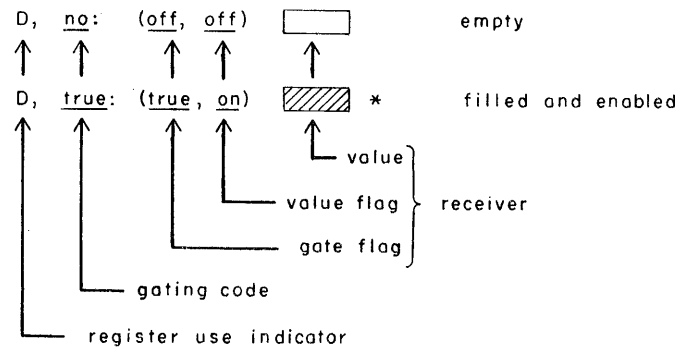 D, no: (off, off) empty
D, true: (true, on) * filled and enabled
value
value flag
receiver
gate flag
gating code
register use indicator